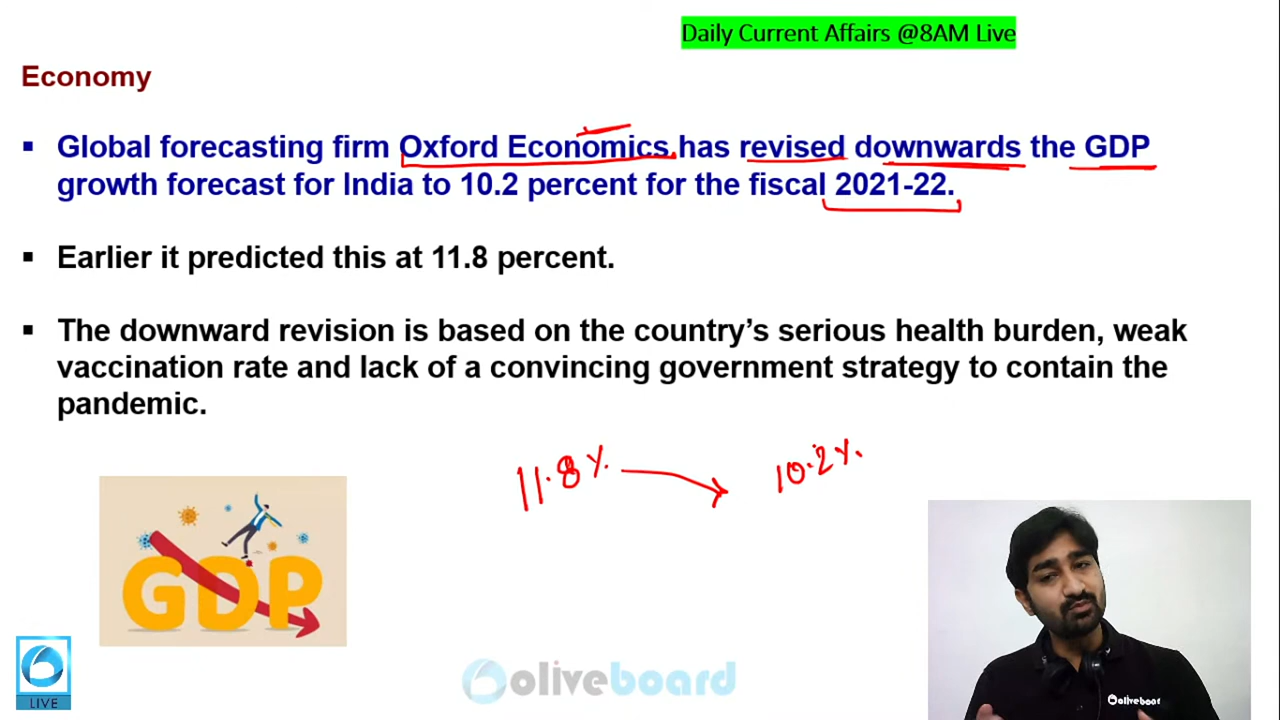 Daily Current Affairs @8AM Live
Economy
▪ Global forecasting firm Oxford Economics has revised downwards the GDP
growth forecast for India to 10.2 percent for the fiscal 2021-22.
▪ Earlier it predicted this at 11.8 percent.
▪ The downward revision is based on the country’s serious health burden, weak
vaccination rate and lack of a convincing government strategy to contain the
pandemic.
11.8%
10.2%
GDP
LIVE
oliveboard
oliveboard